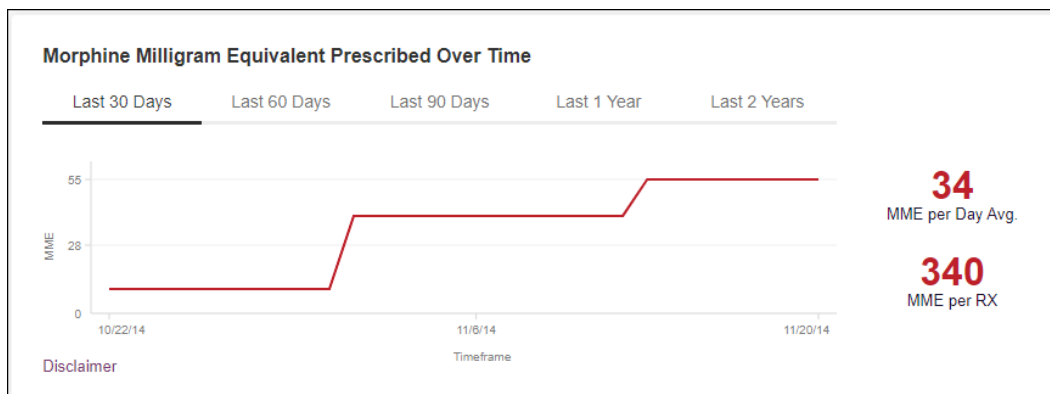 Morphine Milligram Equivalent Prescribed Over Time
Last 30 Days Last 60 Days Last 90 Days Last 1 Year Last 2 Years
55
28
0
MME
10/22/14 11/6/14 11/20/14
Timeframe
34
MME per Day Avg.
340
MME per RX
Disclaimer